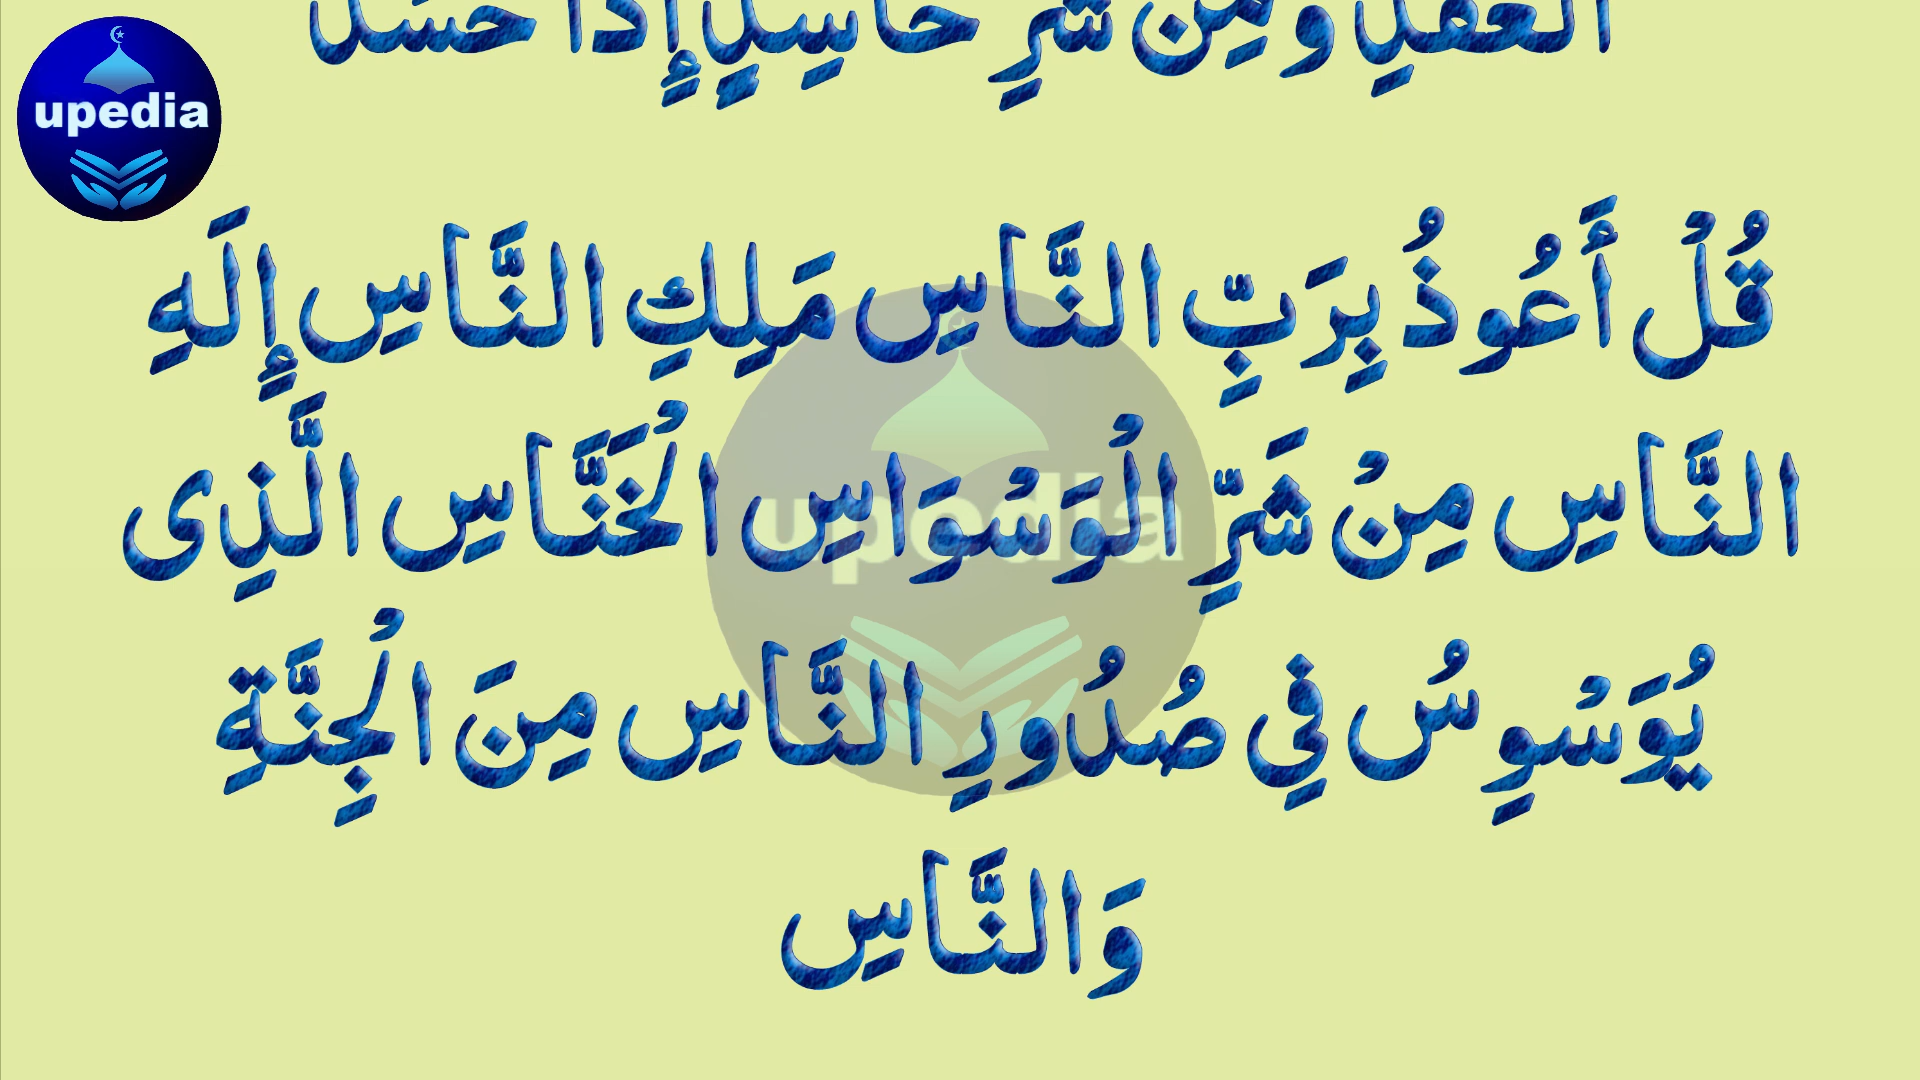 وَمِن شَرِّ حَاسِدٍ إِذَا حَسَدَ
upedia
قُلْ أَعُوذُ بِرَبِّ النَّاسِ مَلِكِ النَّاسِ إِلَهِ
النَّاسِ مِنْ شَرِّ الْوَسْوَاسِ الْخَنَّاسِ الَّذِى
يُوَسْوِسُ فِي صُدُورِ النَّاسِ مِنَ الْجِنَّةِ
وَالنَّاسِ
upedia